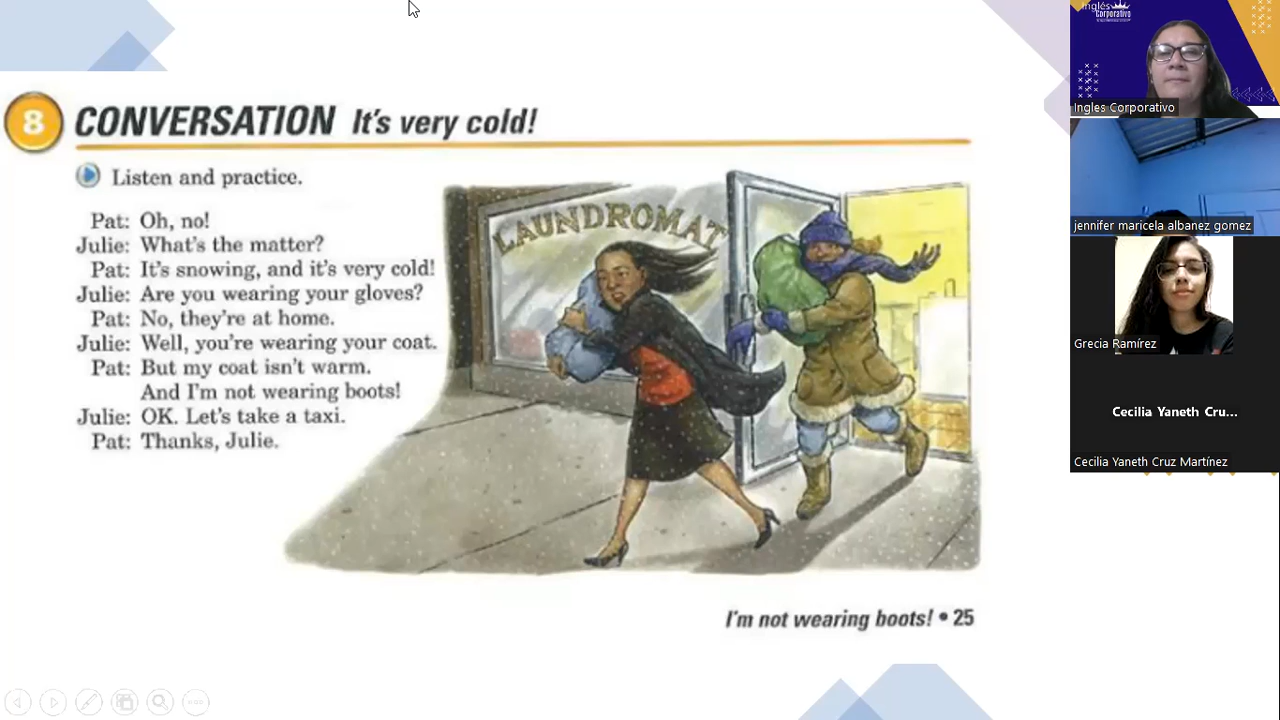 8 CONVERSATION It's very cold!
Listen and practice.
Pat: Oh, no!
Julie: What's the matter?
Pat: It's snowing, and it's very cold!
Julie: Are you wearing your gloves?
Pat: No, they're at home.
Julie: Well, you're wearing your coat.
Pat: But my coat isn't warm.
And I'm not wearing boots!
Julie: OK. Let's take a taxi.
Pat: Thanks, Julie.
LAUNDROMAT
I'm not wearing boots! • 25
Inglés
Corporativo
Ingles Corporativo
jennifer maricela albanez gomez
Grecia Ramírez
Cecilia Yaneth Cru...
Cecilia Yaneth Cruz Martínez